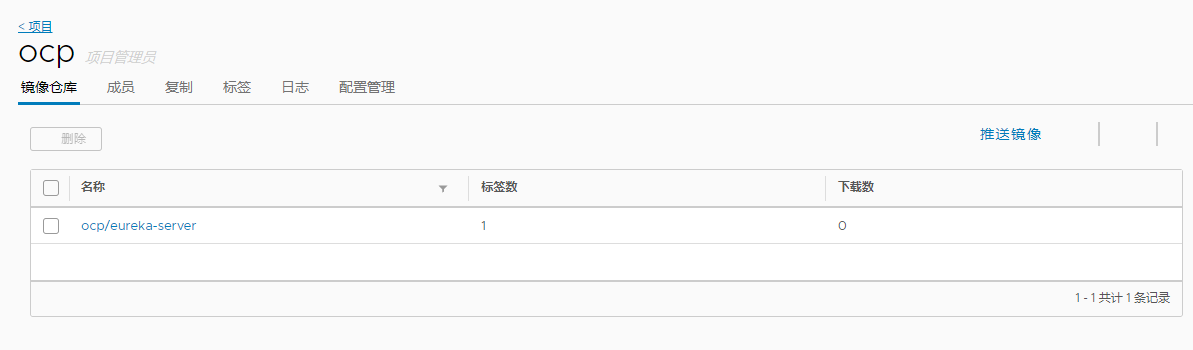 < 项目
ocp 项目管理员
镜像仓库 成员 复制 标签 日志 配置管理
删除 推送镜像
名称 标签数 下载数
ocp/eureka-server 1 0
1 - 1 共计 1 条记录